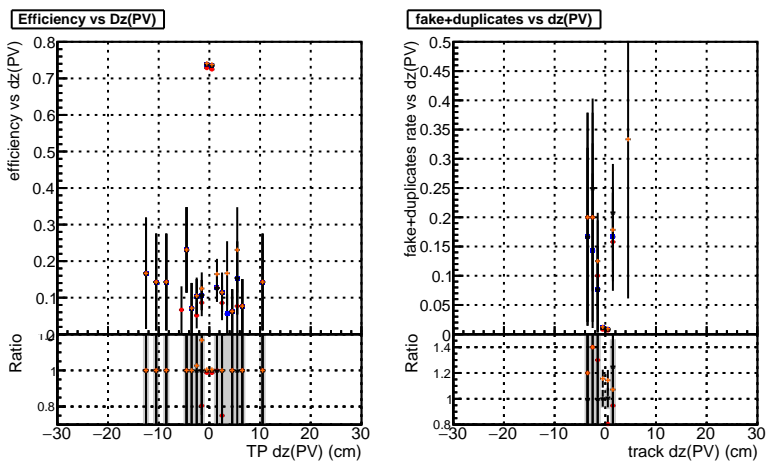 Efficiency vs Dz(PV)
efficiency vs dz(PV)
0.8
0.7
0.6
0.5
0.4
0.3
0.2
0.1
0
Ratio
1
0.8
−30 −20 −10 0 10 20 30
TP dz(PV) (cm)
fake+duplicates vs dz(PV)
fake+duplicates rate vs dz(PV)
0.5
0.45
0.4
0.35
0.3
0.25
0.2
0.15
0.1
0.05
0
Ratio
1.4
1.2
1
0.8
−30 −20 −10 0 10 20 30
track dz(PV) (cm)